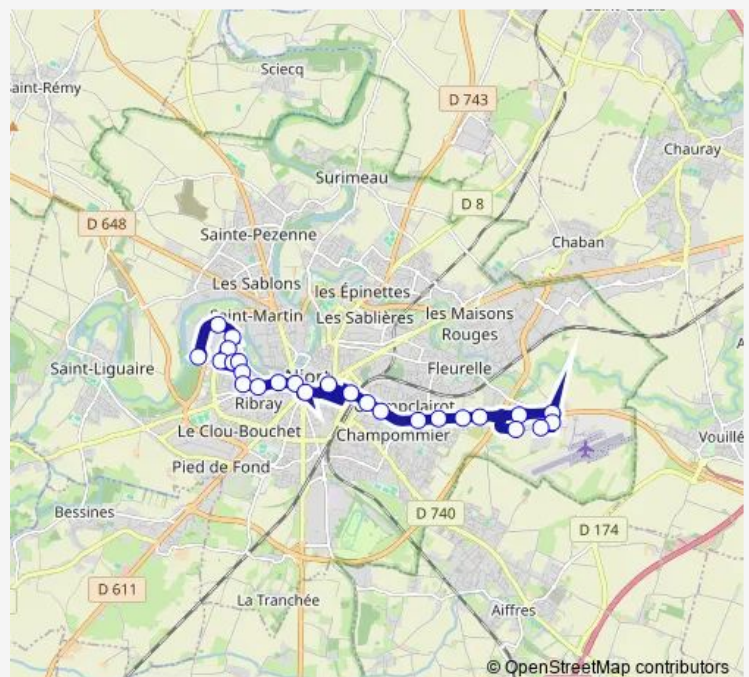 Sciecq
aint-Rémy
D 743
Chauray
Surimeau
D 8
D 648
Sainte-Pezenne
Chaban
Les Sablons
les Épinettes
Saint-Martin
Les Sablières
les Maisons
Rouges
Saint-Liguaire
Fleurelle
Niort
Ribray
Le Clou-Bouchet
Champommier
Vouillé
Pied de Fond
D 740
Bessines
D 174
D 611
La Tranchée
Aiffres
© OpenStreetMap contributors